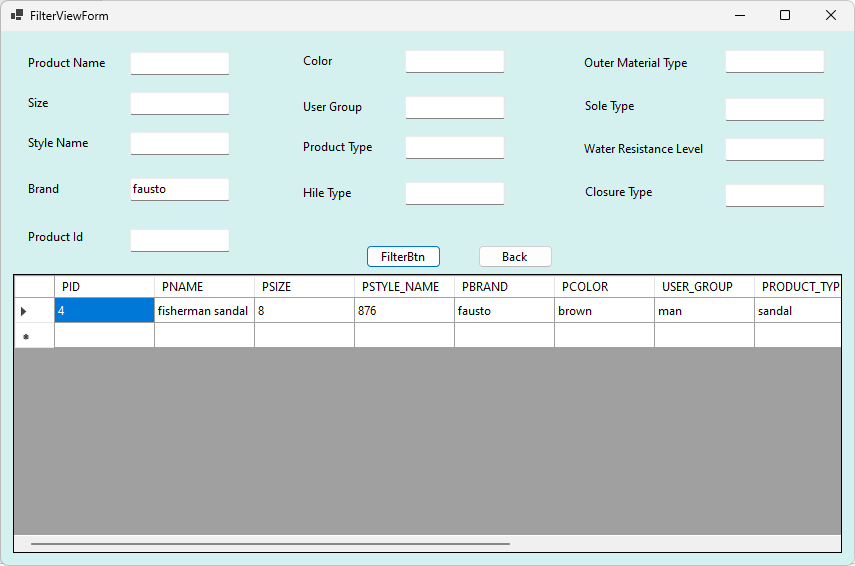 FilterViewForm
Product Name
Color
Outer Material Type
Size
User Group
Sole Type
Style Name
Product Type
Water Resistance Level
Brand
fausto
Hile Type
Closure Type
Product Id
FilterBtn
Back
PID PNAME PSIZE PSTYLE_NAME PBRAND PCOLOR USER_GROUP PRODUCT_TYP
4 fisherman sandal 8 876 fausto brown man sandal